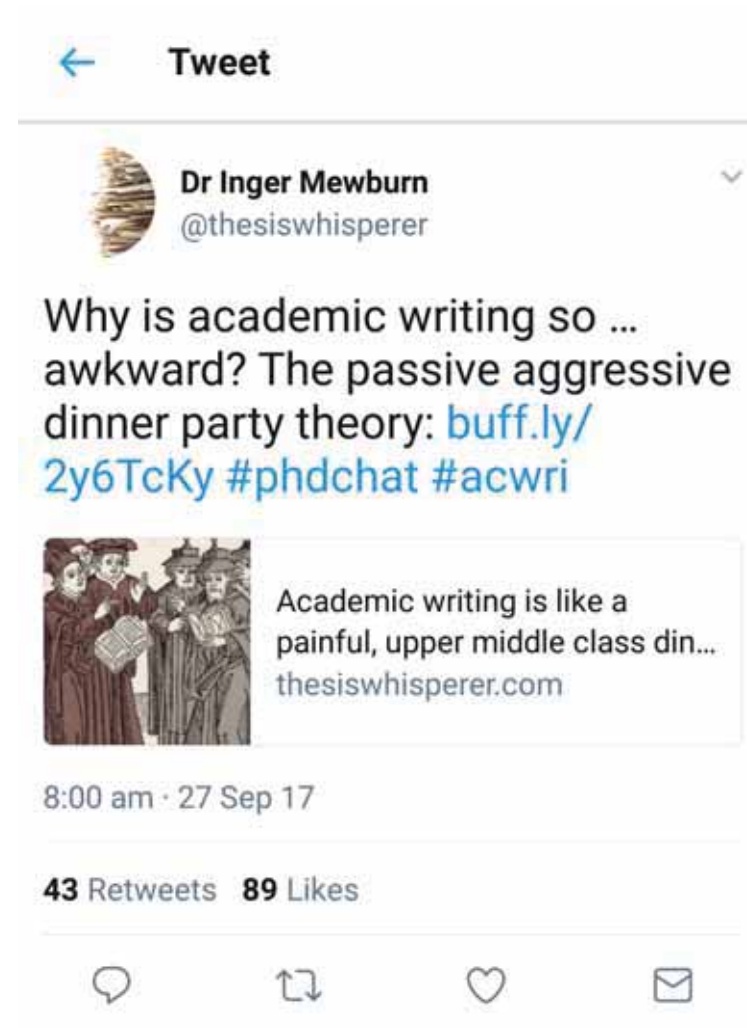 Tweet
Dr Inger Mewburn
@thesiswhisperer
Why is academic writing so ...
awkward? The passive aggressive
dinner party theory: buff.ly/
2y6TcKy #phdchat #acwri
Academic writing is like a
painful, upper middle class din...
thesiswhisperer.com
8:00 am · 27 Sep 17
43 Retweets 89 Likes